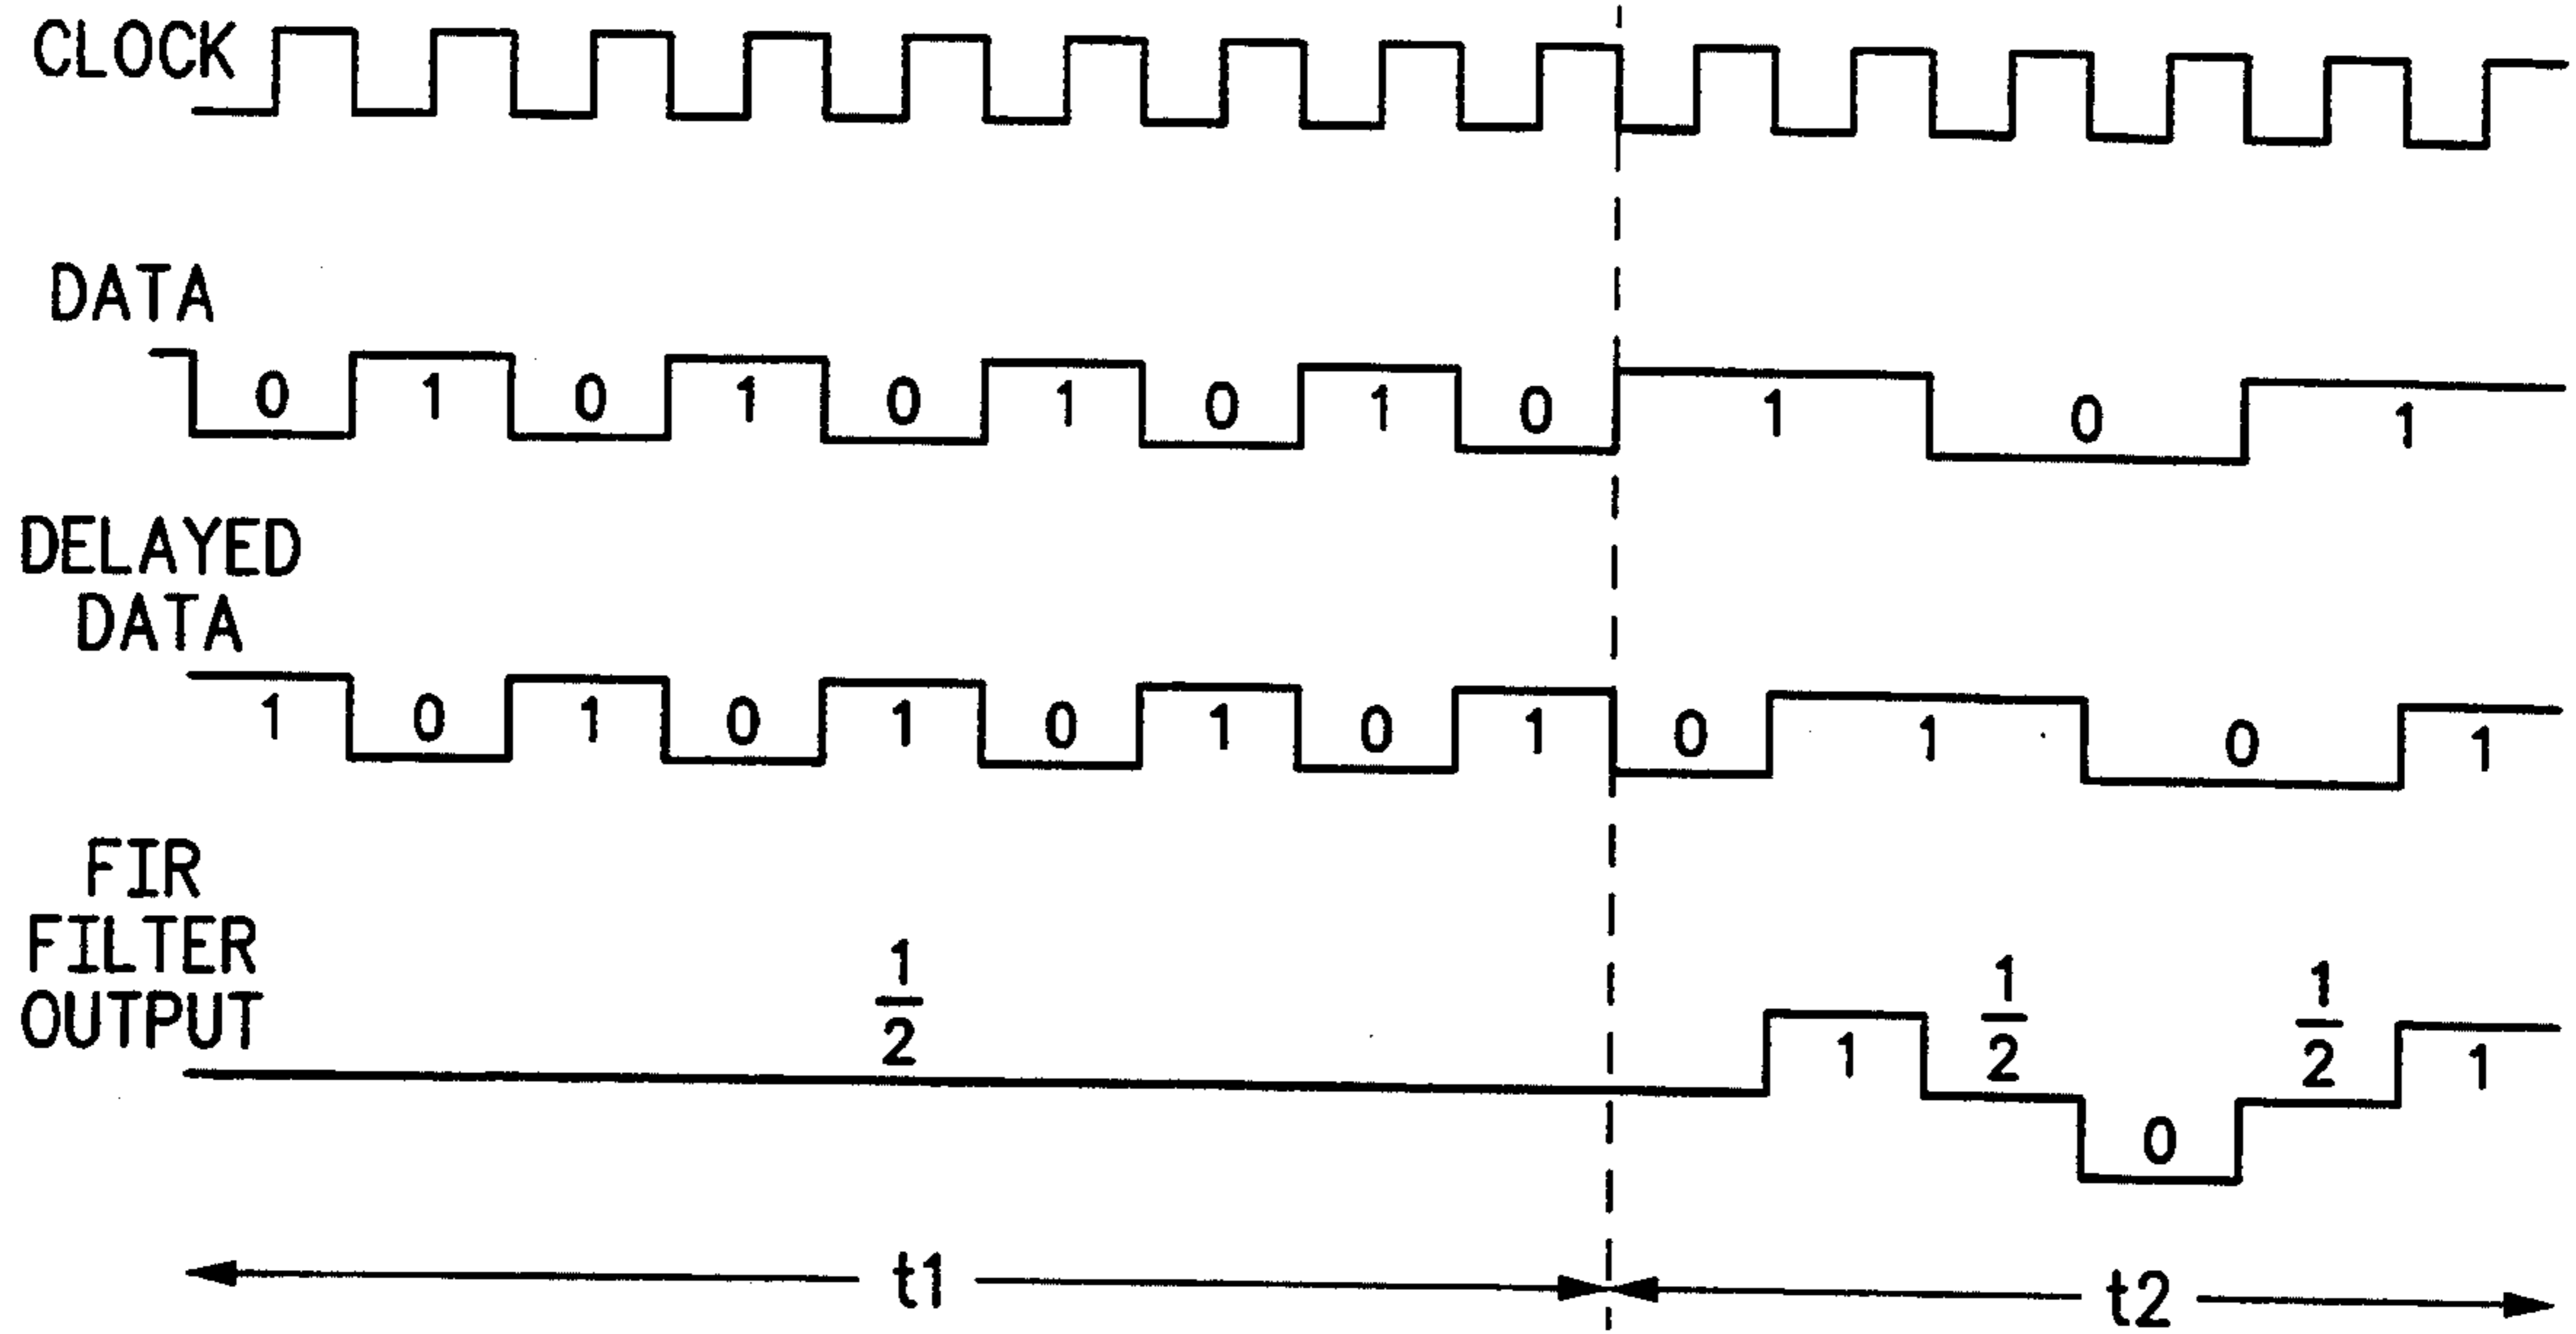 CLOCK
DATA
0 1 0 1 0 1 0 1 0 1 0 1
DELAYED
DATA
1 0 1 0 1 0 1 0 1 0 1 0 1
FIR
FILTER
OUTPUT
1/2 1 1/2 0 1/2 1
t1 t2